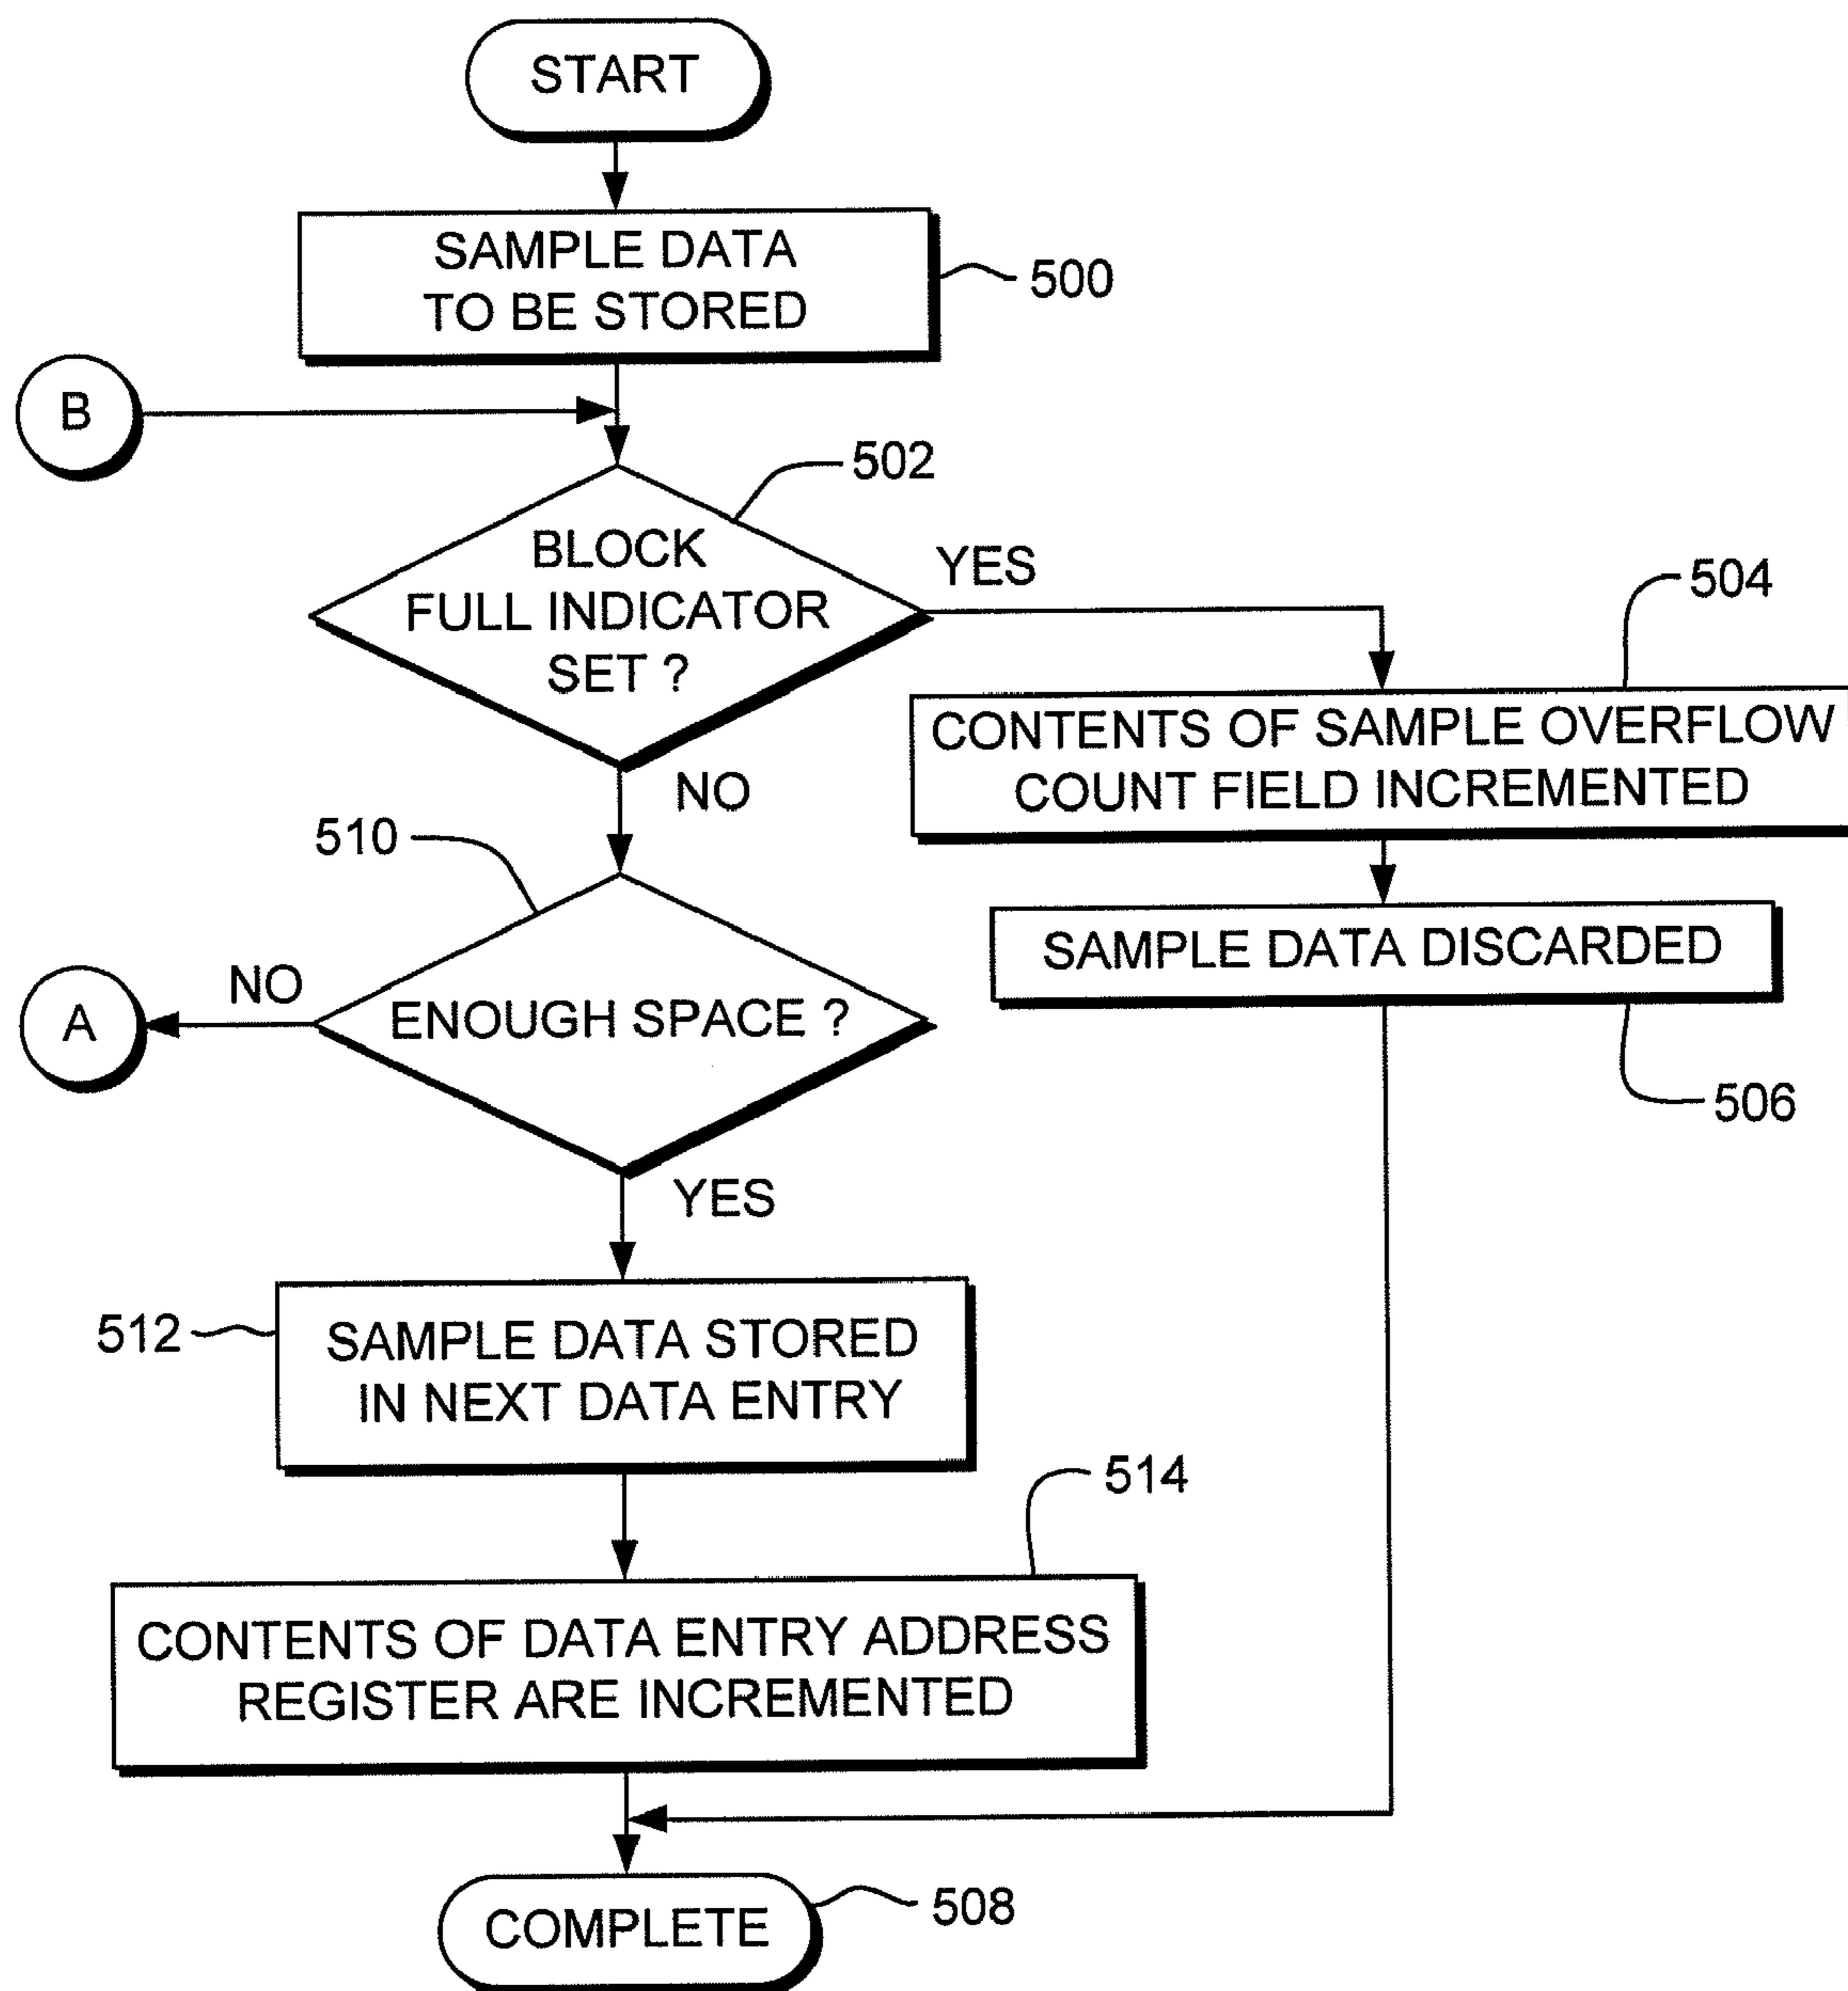 START
SAMPLE DATA
TO BE STORED
500
B
502
BLOCK
FULL INDICATOR
SET ?
YES
504
CONTENTS OF SAMPLE OVERFLOW
COUNT FIELD INCREMENTED
NO
510
SAMPLE DATA DISCARDED
506
A
NO
ENOUGH SPACE ?
YES
512
SAMPLE DATA STORED
IN NEXT DATA ENTRY
514
CONTENTS OF DATA ENTRY ADDRESS
REGISTER ARE INCREMENTED
COMPLETE
508